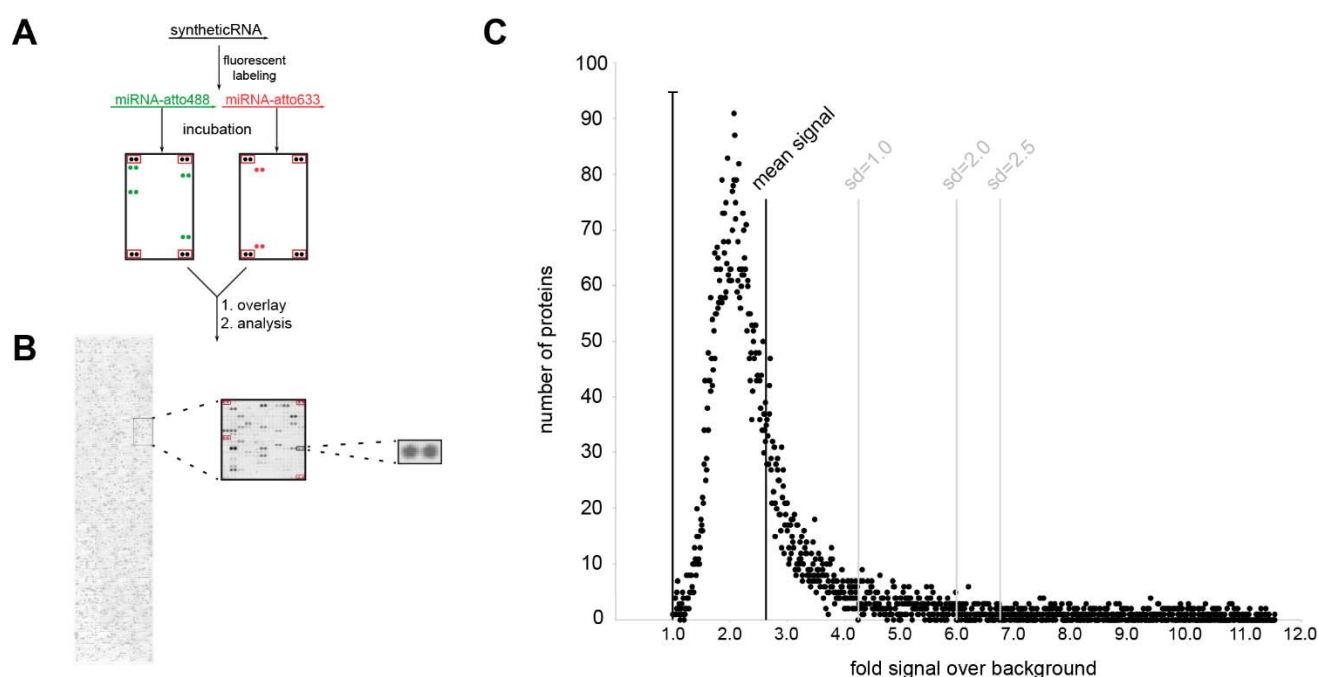 A
syntheticRNA
fluorescent
labeling
miRNA-atto488 miRNA-atto633
incubation
1. overlay
2. analysis
B
C
100
90
80
70
60
50
40
30
20
10
0
number of proteins
mean signal
sd=1.0
sd=2.0
sd=2.5
1.0 2.0 3.0 4.0 5.0 6.0 7.0 8.0 9.0 10.0 11.0 12.0
fold signal over background